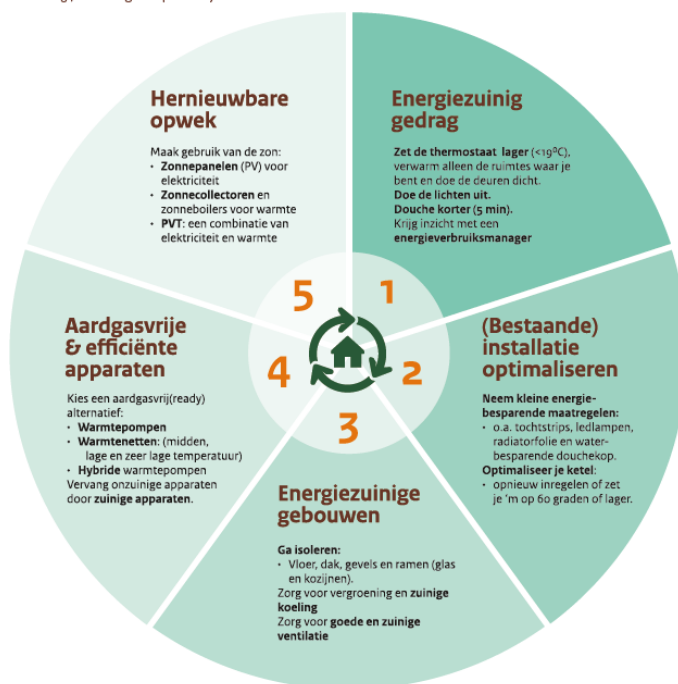 Energiezuinig
gedrag
Zet de thermostaat lager (<19ºC),
verwarm alleen de ruimtes waar je
bent en doe de deuren dicht.
Doe de lichten uit.
Douche korter (5 min).
Krijg inzicht met een
energieverbruiksmanager
1
(Bestaande)
installatie
optimaliseren
Neem kleine energie-
besparende maatregelen:
• o.a. tochtstrips, ledlampen,
radiatorfolie en water-
besparende douchekop.
Optimaliseer je ketel:
• opnieuw inregelen of zet
je 'm op 60 graden of lager.
2
3
Energiezuinige
gebouwen
Ga isoleren:
• Vloer, dak, gevels en ramen (glas
en kozijnen).
Zorg voor vergroening en zuinige
koeling
Zorg voor goede en zuinige
ventilatie
Aardgasvrije
& efficiënte
apparaten
Kies een aardgasvrij(ready)
alternatief:
• Warmtepompen
• Warmtenetten: (midden,
lage en zeer lage temperatuur)
• Hybride warmtepompen
Vervang onzuinige apparaten
door zuinige apparaten.
4
Hernieuwbare
opwek
Maak gebruik van de zon:
• Zonnepanelen (PV) voor
elektriciteit
• Zonnecollectoren en
zonneboilers voor warmte
• PVT: een combinatie van
elektriciteit en warmte
5